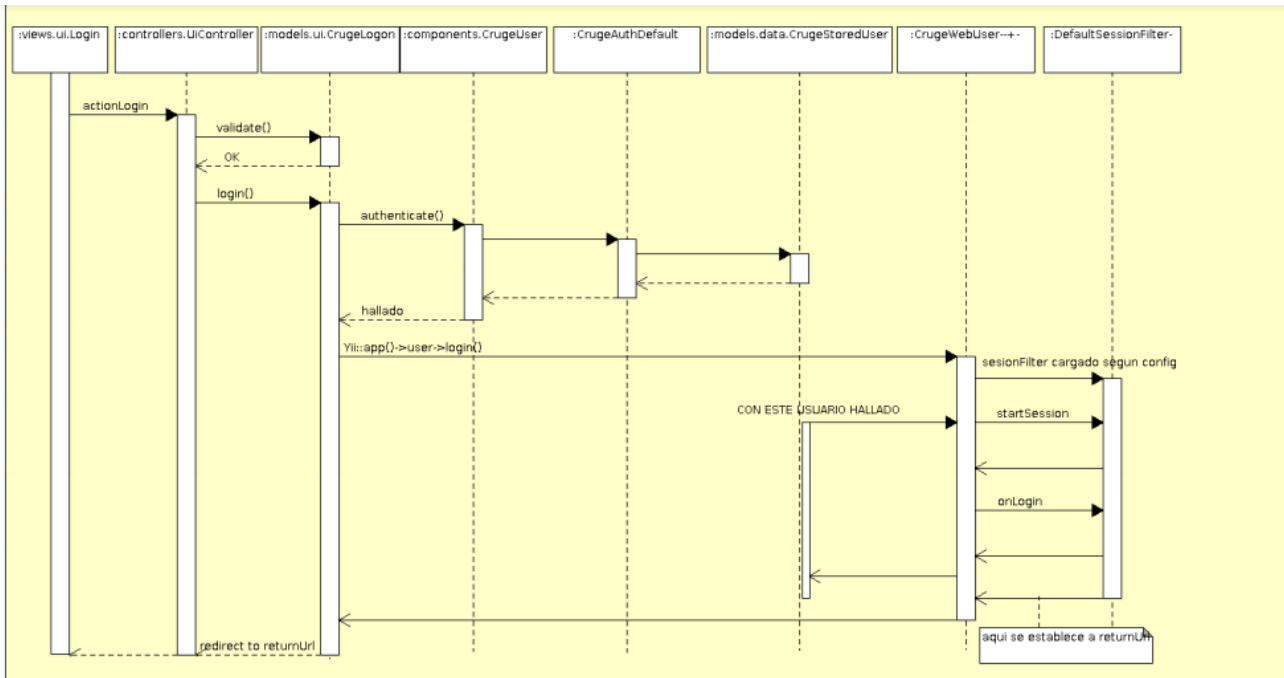 :views.ui.Login
:controllers.UiController
:models.ui.CrugeLogon
:components.CrugeUser
:CrugeAuthDefault
:models.data.CrugeStoredUser
:CrugeWebUser--+-
:DefaultSessionFilter-
actionLogin
validate()
OK
login()
authenticate()
hallado
Yii::app()->user->login()
sesionFilter cargado segun config
CON ESTE USUARIO HALLADO
startSession
onLogin
redirect to returnUrl
aqui se establece a returnUrl